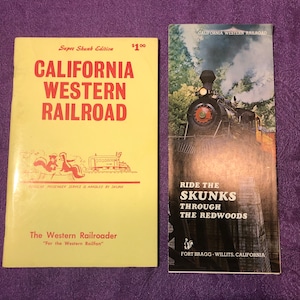 Super Skunk Edition
$1.00
CALIFORNIA
WESTERN
RAILROAD
The Western Railroader
"For the Western Railfan"
CALIFORNIA WESTERN RAILROAD
RIDE THE
SKUNKS
THROUGH
THE REDWOODS
FORT BRAGG - WILLITS, CALIFORNIA